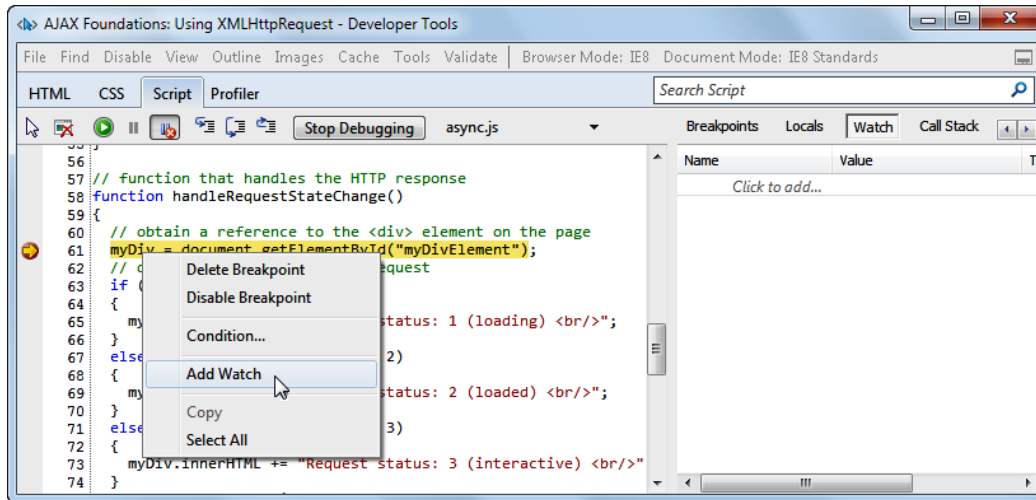 AJAX Foundations: Using XMLHttpRequest - Developer Tools
File Find Disable View Outline Images Cache Tools Validate Browser Mode: IE8 Document Mode: IE8 Standards
HTML CSS Script Profiler Search Script
Stop Debugging async.js Breakpoints Locals Watch Call Stack
Name Value T
Click to add...
55 }
56
57 // function that handles the HTTP response
58 function handleRequestStateChange()
59 {
60 // obtain a reference to the <div> element on the page
61 myDiv = document.getElementById("myDivElement");
62 // equest
63 if (
64 {
65 my status: 1 (loading) <br/>";
66 }
67 else 2)
68 {
69 my status: 2 (loaded) <br/>";
70 }
71 else 3)
72 {
73 myDiv.innerHTML += "Request status: 3 (interactive) <br/>"
74 }
Delete Breakpoint
Disable Breakpoint
Condition...
Add Watch
Copy
Select All